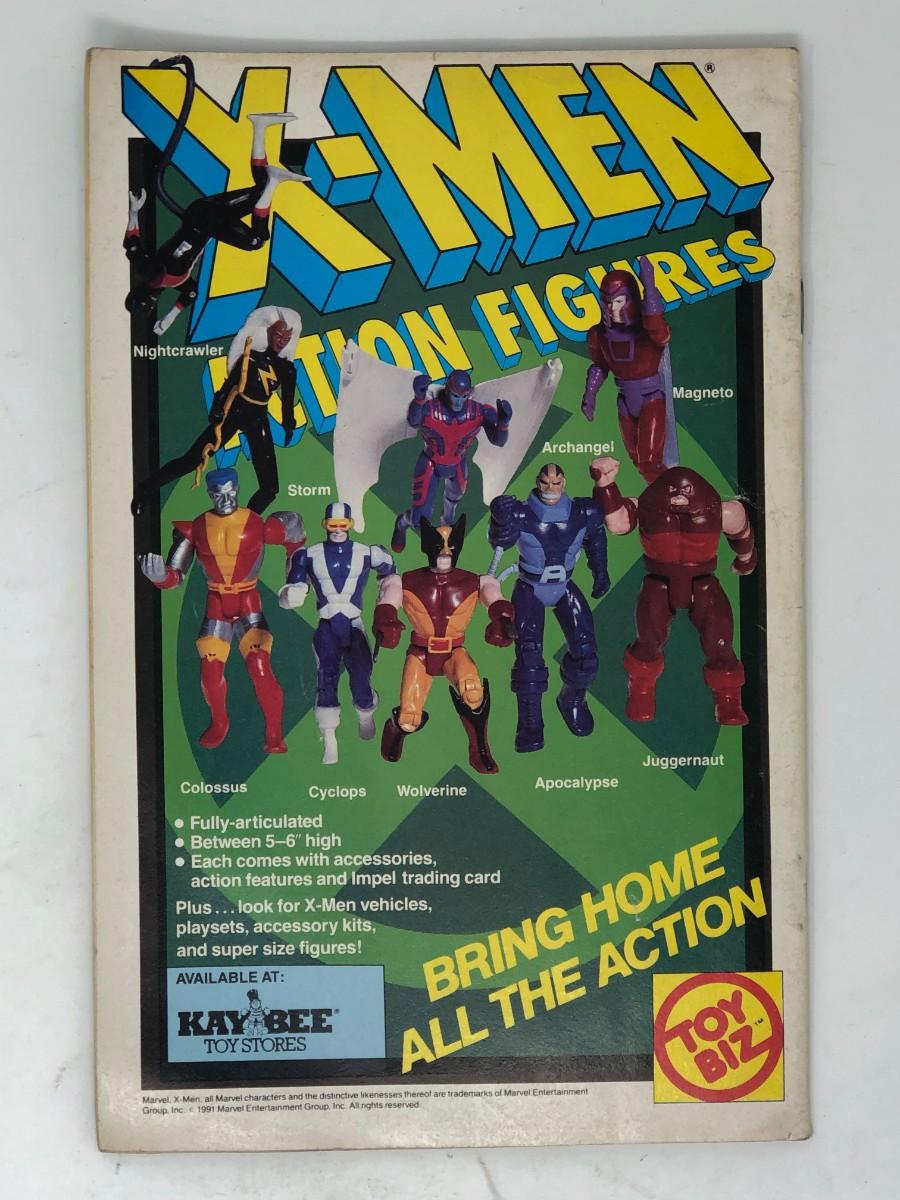 X-MEN®
ACTION FIGURES
Nightcrawler
Magneto
Archangel
Storm
A
Juggernaut
Colossus
Cyclops
Wolverine
Apocalypse
● Fully-articulated
● Between 5–6″ high
● Each comes with accessories,
action features and Impel trading card
Plus...look for X-Men vehicles,
playsets, accessory kits,
and super size figures!
BRING HOME
ALL THE ACTION
AVAILABLE AT:
KAY BEE®
TOY STORES
TOY
BIZ™
Marvel, X-Men, all Marvel characters and the distinctive likenesses thereof are trademarks of Marvel Entertainment
Group, Inc. © 1991 Marvel Entertainment Group, Inc. All rights reserved.